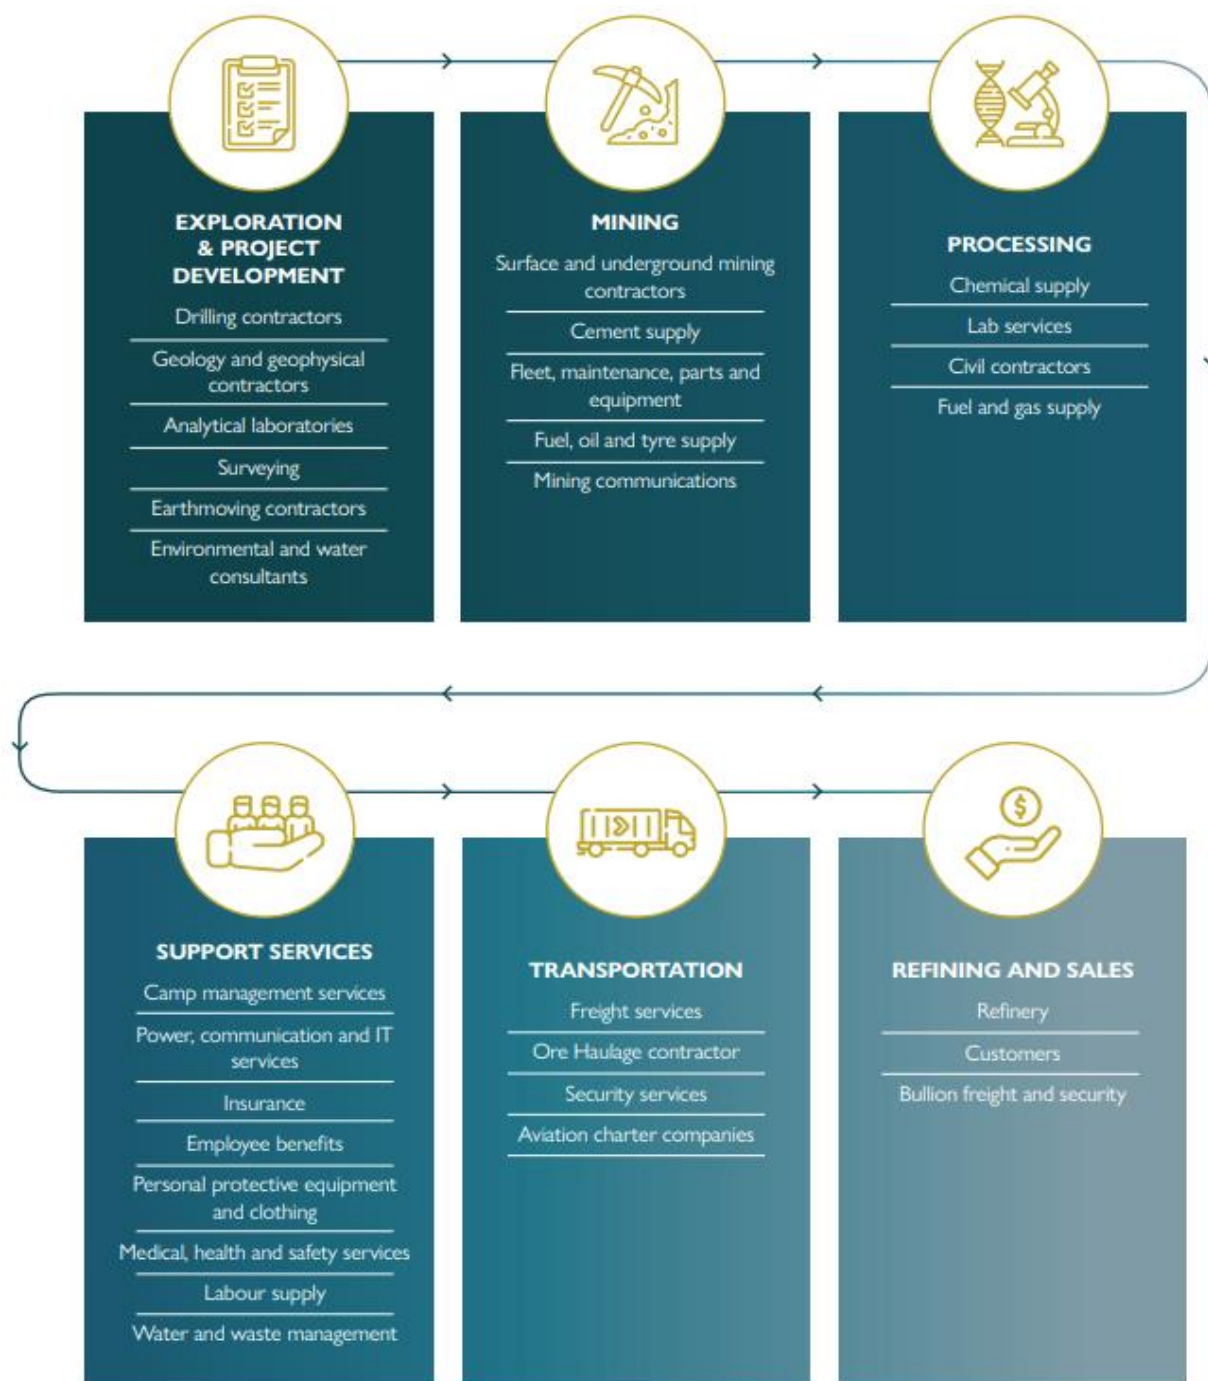 EXPLORATION
& PROJECT
DEVELOPMENT
Drilling contractors
Geology and geophysical
contractors
Analytical laboratories
Surveying
Earthmoving contractors
Environmental and water
consultants
MINING
Surface and underground mining
contractors
Cement supply
Fleet, maintenance, parts and
equipment
Fuel, oil and tyre supply
Mining communications
PROCESSING
Chemical supply
Lab services
Civil contractors
Fuel and gas supply
SUPPORT SERVICES
Camp management services
Power, communication and IT
services
Insurance
Employee benefits
Personal protective equipment
and clothing
Medical, health and safety services
Labour supply
Water and waste management
TRANSPORTATION
Freight services
Ore Haulage contractor
Security services
Aviation charter companies
$
REFINING AND SALES
Refinery
Customers
Bullion freight and security